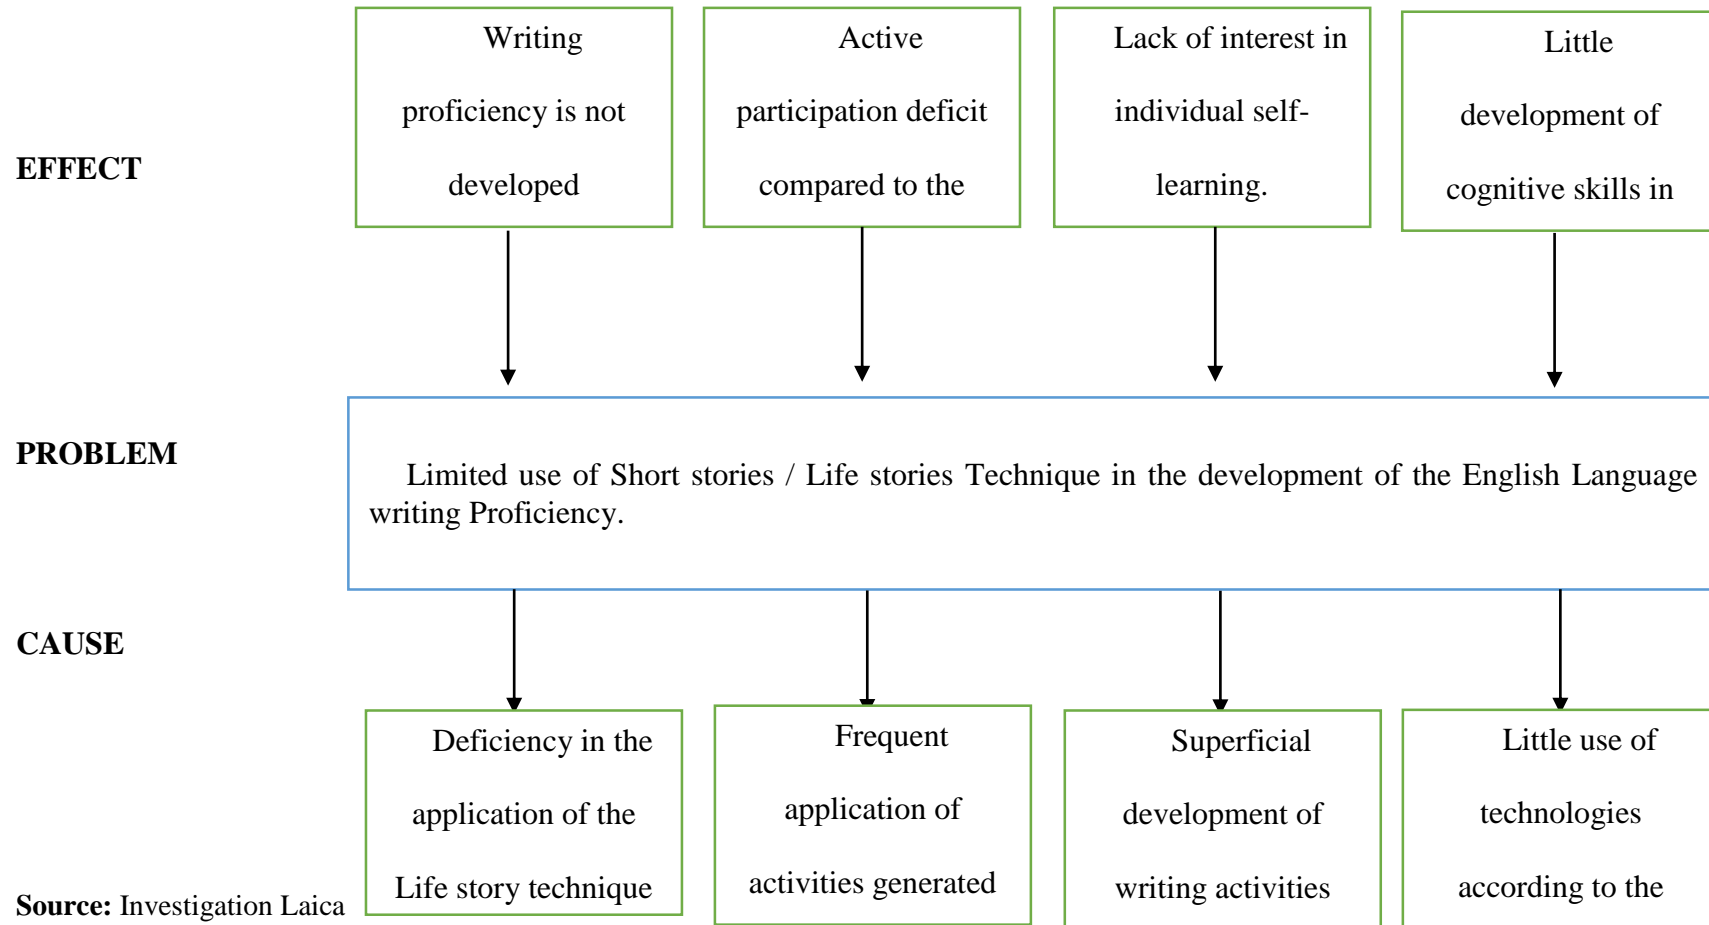 Writing
proficiency is not
developed
Active
participation deficit
compared to the
Lack of interest in
individual self-
learning.
Little
development of
cognitive skills in
EFFECT
PROBLEM
Limited use of Short stories / Life stories Technique in the development of the English Language
writing Proficiency.
CAUSE
Deficiency in the
application of the
Life story technique
Frequent
application of
activities generated
Superficial
development of
writing activities
Little use of
technologies
according to the
Source: Investigation Laica